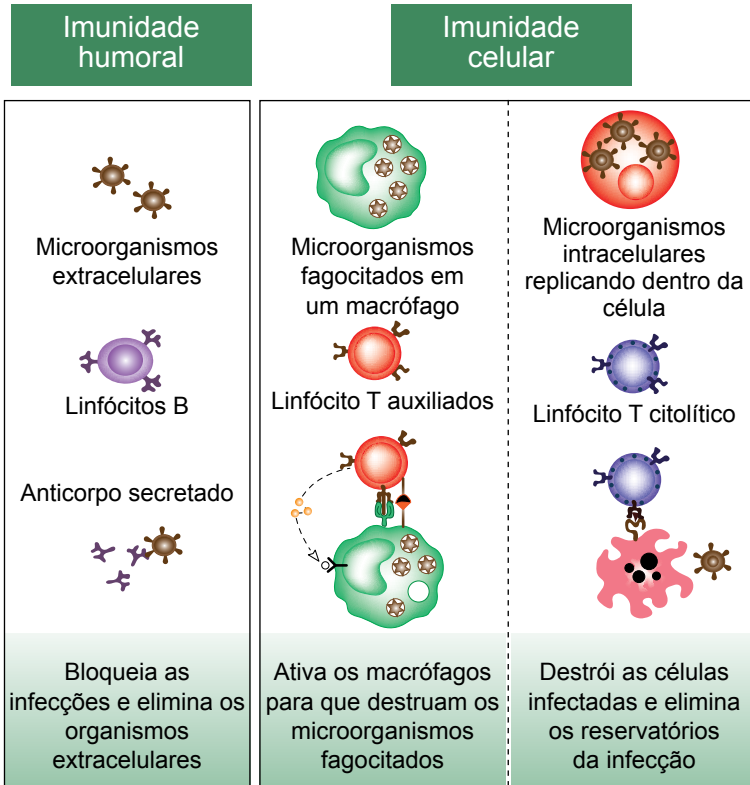 Imunidade
humoral
Imunidade
celular
Microorganismos
extracelulares
Linfócitos B
Anticorpo secretado
Bloqueia as
infecções e elimina os
organismos
extracelulares
Microorganismos
fagocitados em
um macrófago
Linfócito T auxiliados
Ativa os macrófagos
para que destruam os
microorganismos
fagocitados
Microorganismos
intracelulares
replicando dentro da
célula
Linfócito T citolítico
Destrói as células
infectadas e elimina
os reservatórios
da infecção